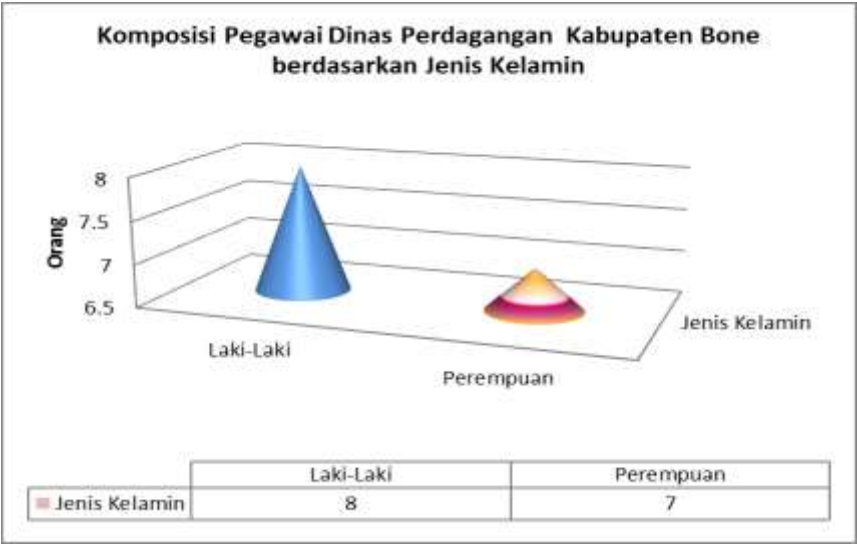 Komposisi Pegawai Dinas Perdagangan Kabupaten Bone
berdasarkan Jenis Kelamin
8
7.5
7
6.5
Orang
Laki-Laki
Perempuan
Jenis Kelamin
Laki-Laki Perempuan
Jenis Kelamin 8 7